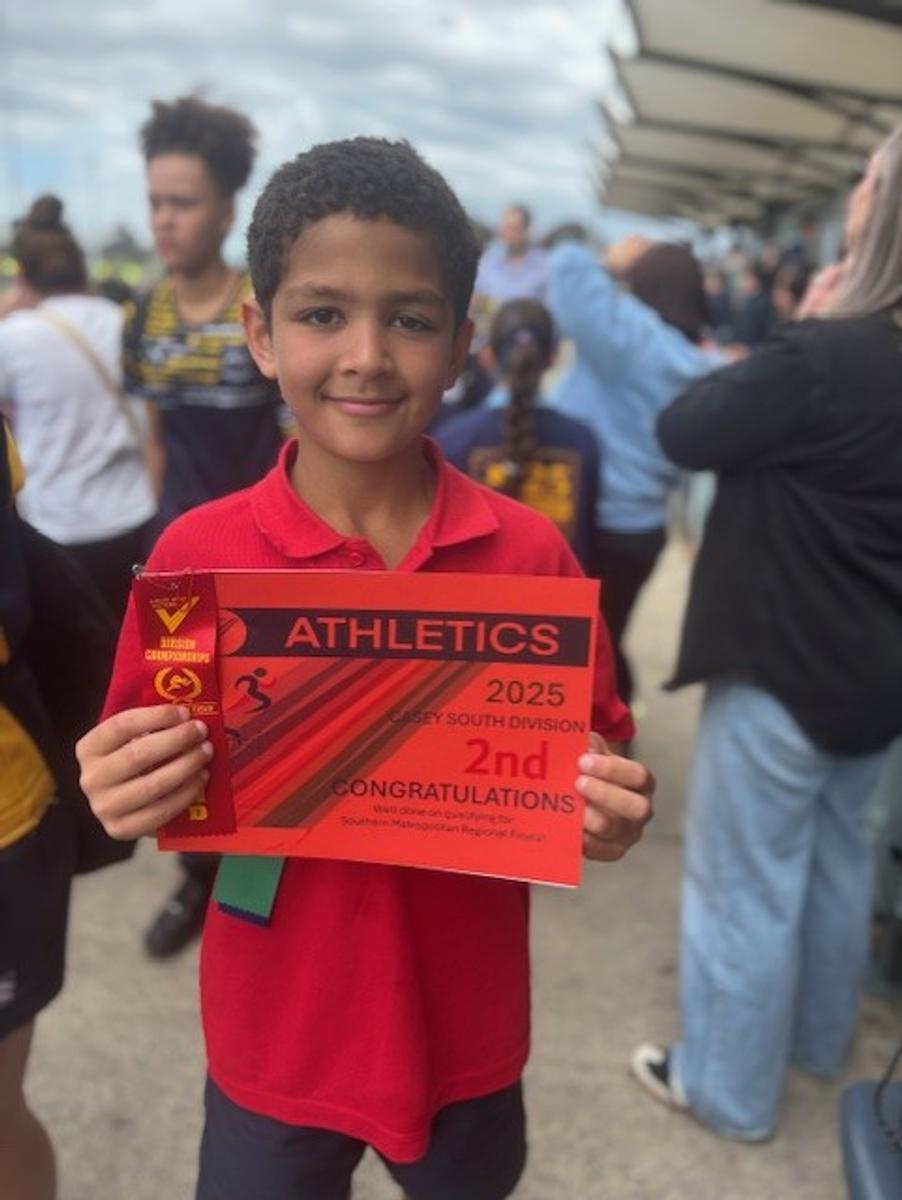 ATHLETICS
2025
CASEY SOUTH DIVISION
2nd
CONGRATULATIONS
Well done on qualifying for
Southern Metropolitan Regional Finals!
DIVISION
CHAMPIONSHIPS